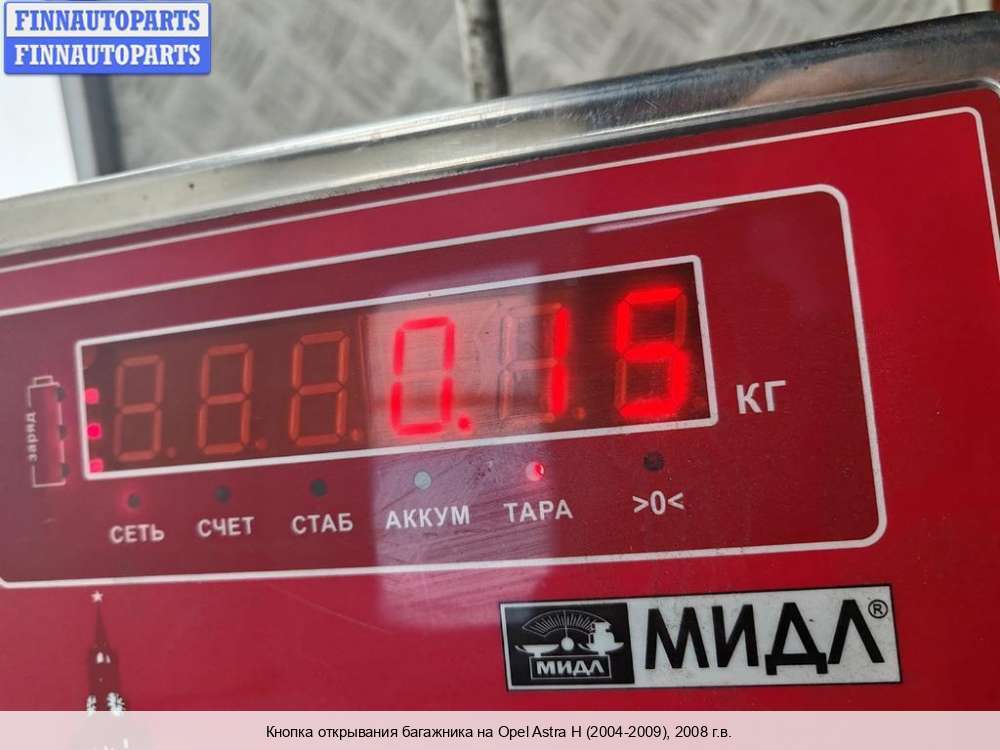 FINNAUTOPARTS
FINNAUTOPARTS
0.15
КГ
заряд
СЕТЬ СЧЕТ СТАБ АККУМ ТАРА >0<
МИДЛ МИДЛ®
Кнопка открывания багажника на Opel Astra H (2004-2009), 2008 г.в.